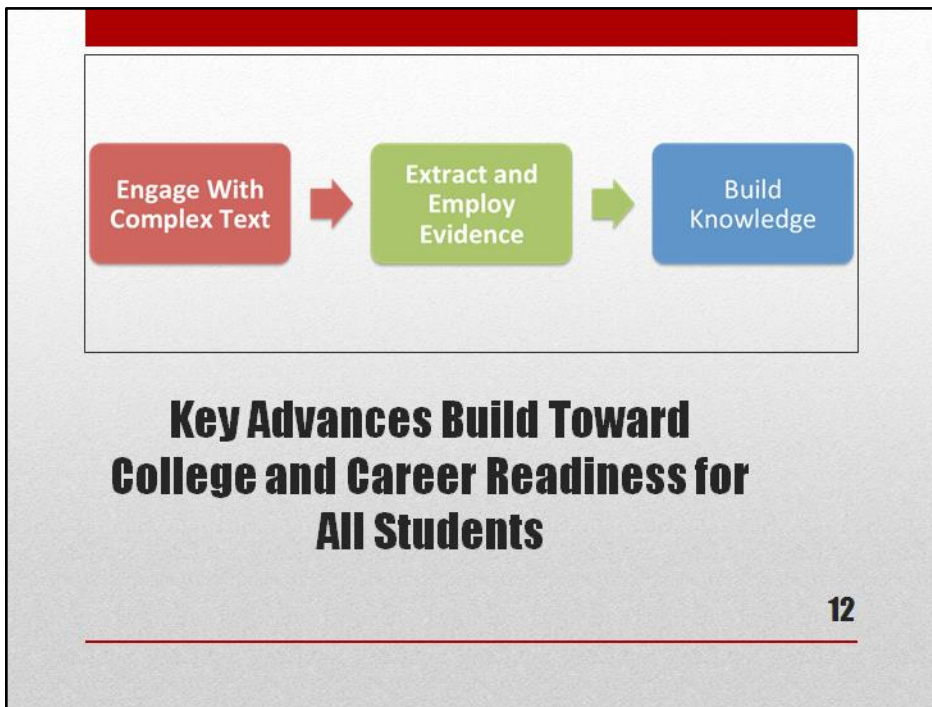 Engage With
Complex Text
Extract and
Employ
Evidence
Build
Knowledge
Key Advances Build Toward
College and Career Readiness for
All Students
12